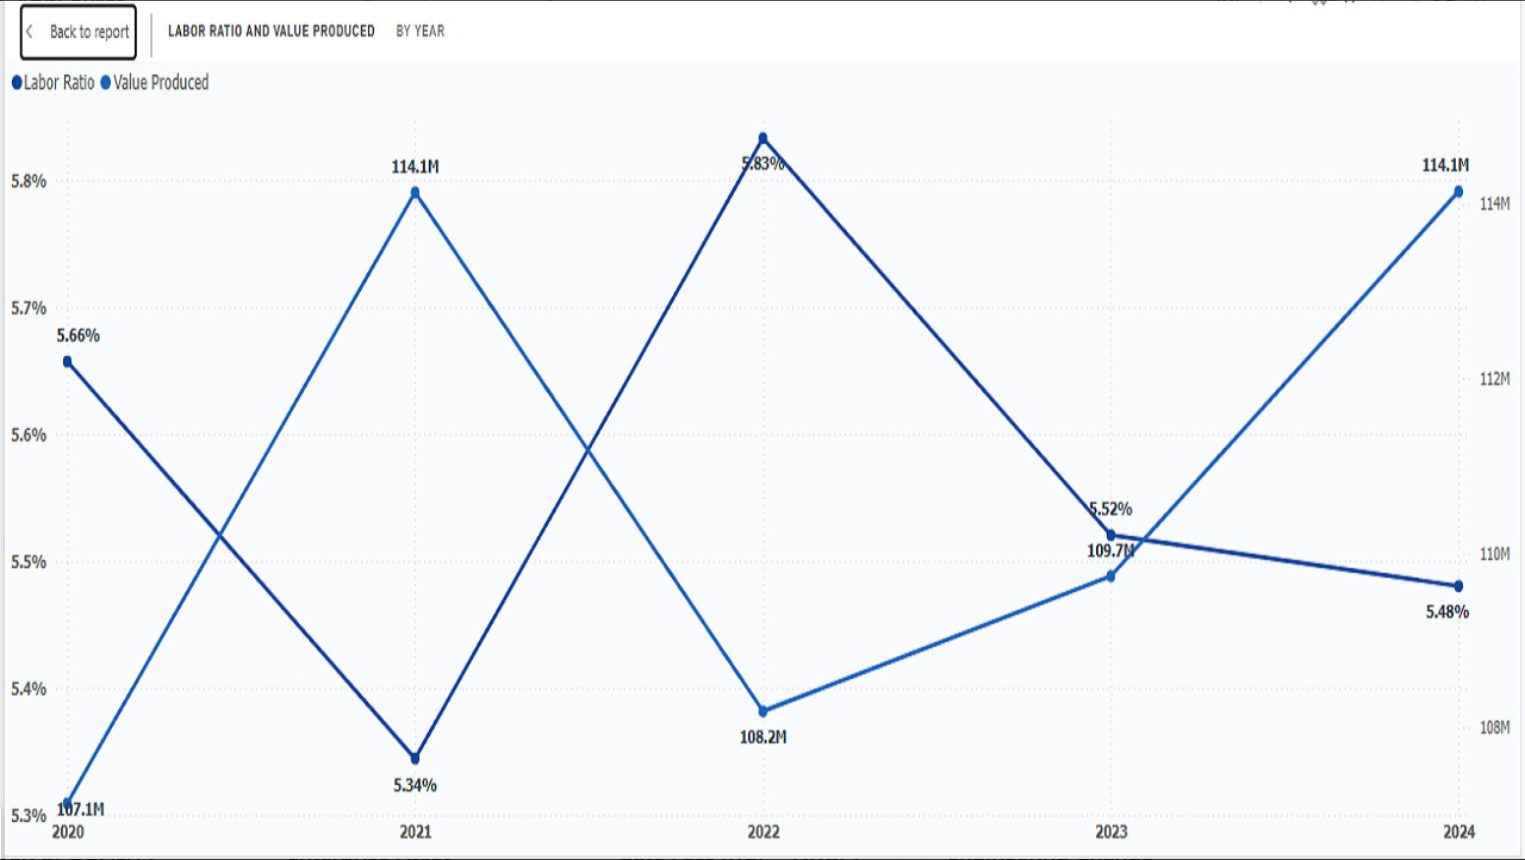 Back to report
LABOR RATIO AND VALUE PRODUCED BY YEAR
Labor Ratio Value Produced
114.1M
5.83%
114.1M
5.8%
114M
5.7%
5.66%
112M
5.6%
5.52%
109.7M
110M
5.5%
5.48%
5.4%
108M
108.2M
5.34%
107.1M
5.3%
2020 2021 2022 2023 2024